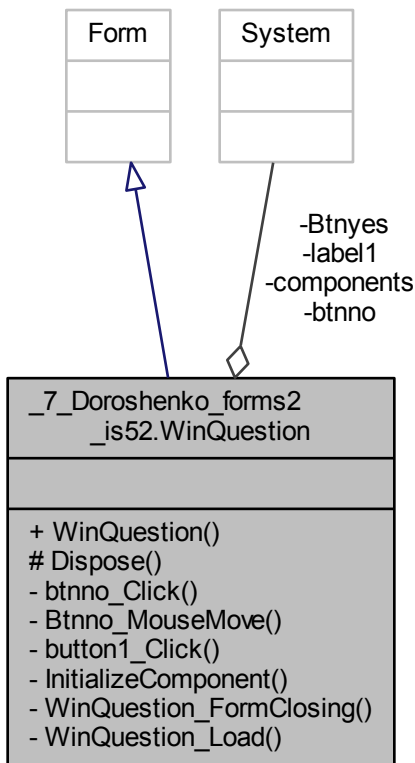 Form
System
-Btnyes
-label1
-components
-btnno
_7_Doroshenko_forms2
_is52.WinQuestion
+ WinQuestion()
# Dispose()
- btnno_Click()
- Btnno_MouseMove()
- button1_Click()
- InitializeComponent()
- WinQuestion_FormClosing()
- WinQuestion_Load()